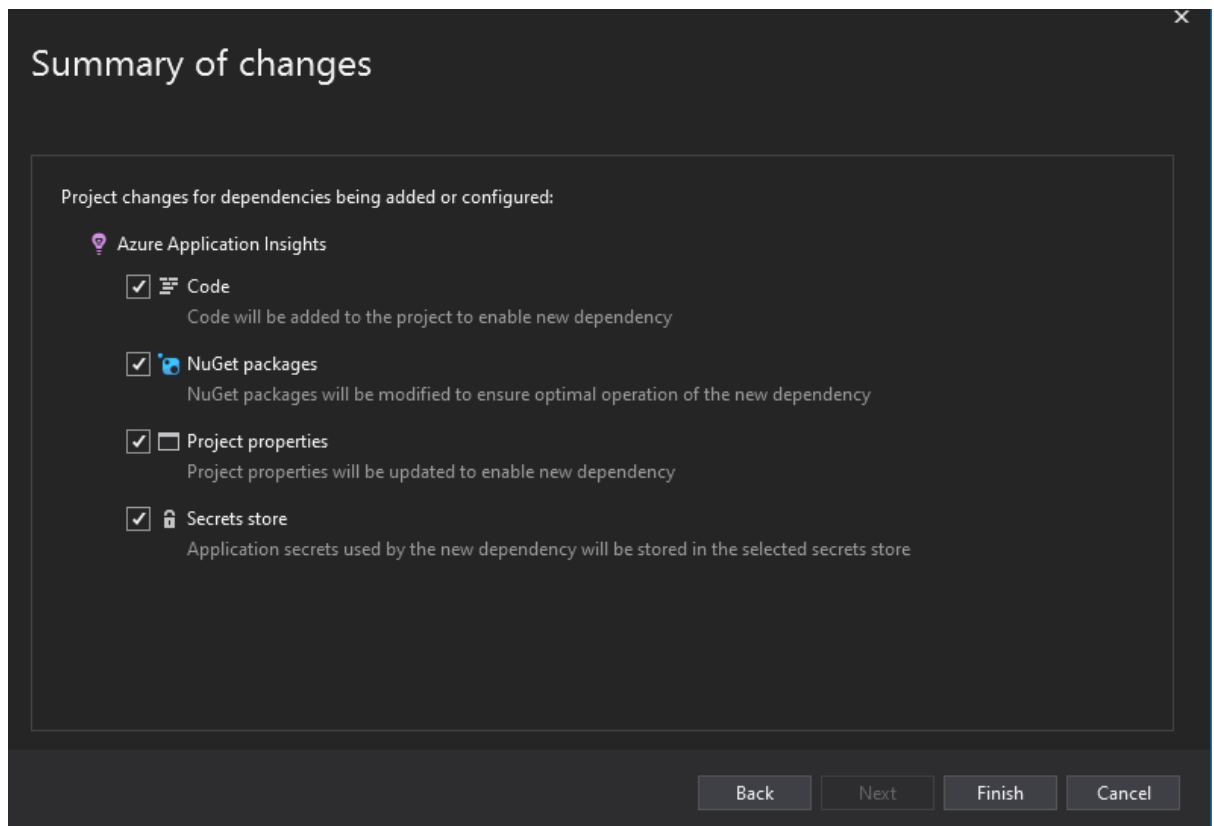 Summary of changes
Project changes for dependencies being added or configured:
Azure Application Insights
Code
Code will be added to the project to enable new dependency
NuGet packages
NuGet packages will be modified to ensure optimal operation of the new dependency
Project properties
Project properties will be updated to enable new dependency
Secrets store
Application secrets used by the new dependency will be stored in the selected secrets store
Back Next Finish Cancel